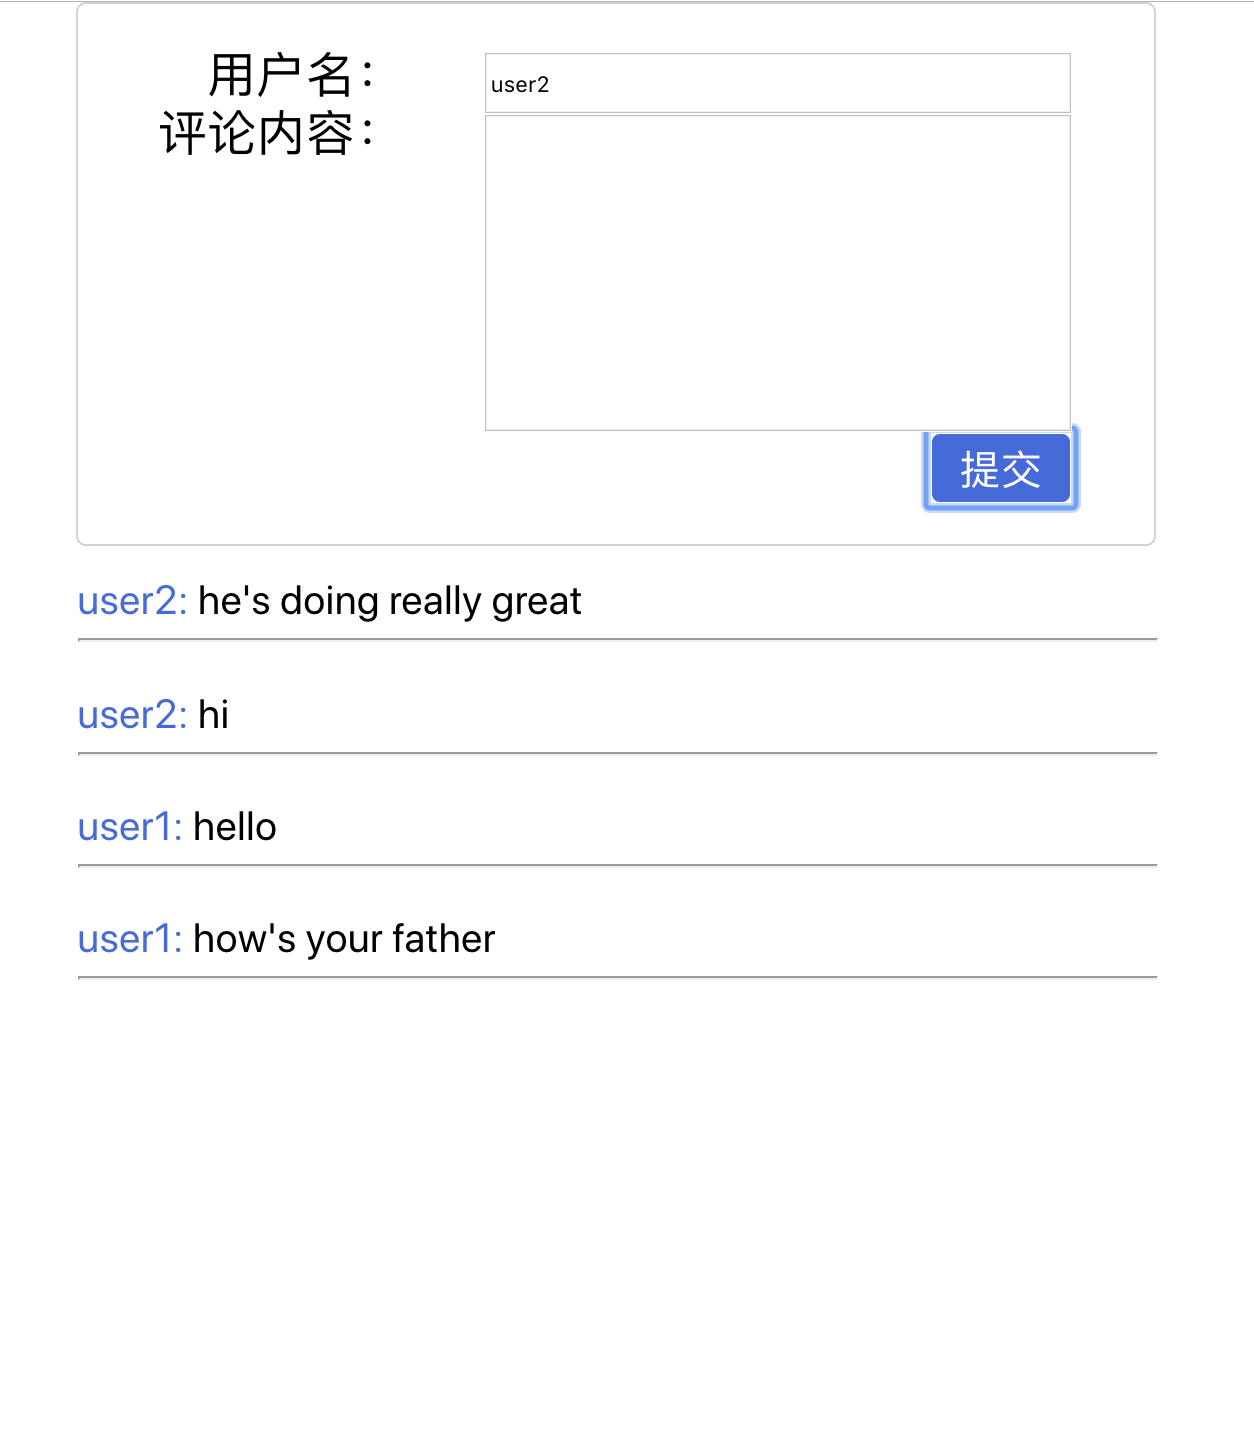 用户名： user2
评论内容：
提交
user2: he's doing really great
user2: hi
user1: hello
user1: how's your father